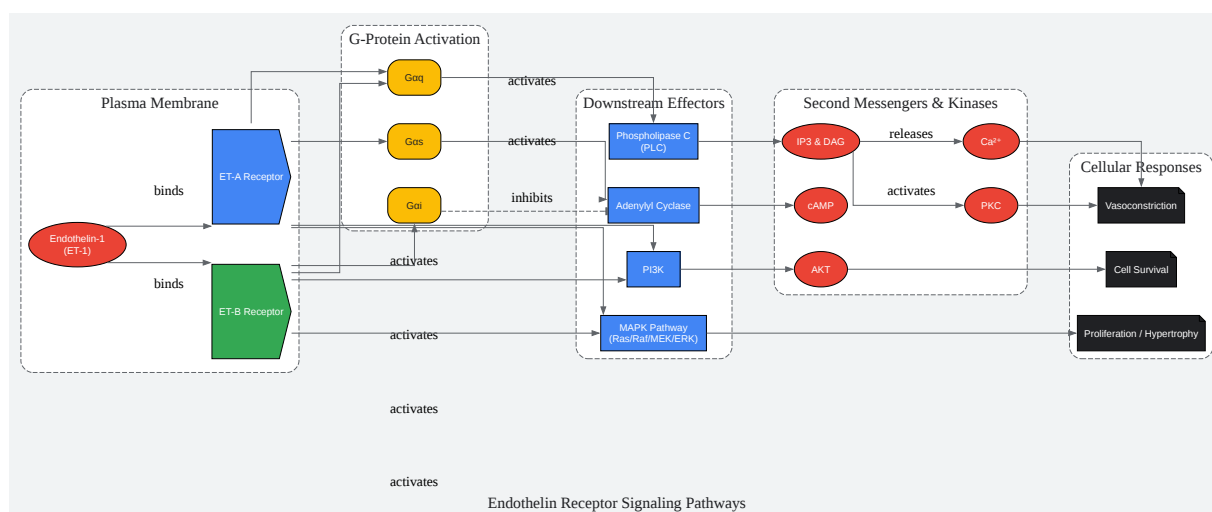 G-Protein Activation
Gαq
activates
Plasma Membrane
Downstream Effectors
Second Messengers & Kinases
ET-A Receptor
Gαs
activates
Phospholipase C
(PLC)
IP3 & DAG
releases
Ca²⁺
Cellular Responses
binds
Gαi
inhibits
Adenylyl Cyclase
cAMP
activates
PKC
Vasoconstriction
Endothelin-1
(ET-1)
activates
PI3K
AKT
Cell Survival
binds
ET-B Receptor
activates
MAPK Pathway
(Ras/Raf/MEK/ERK)
Proliferation / Hypertrophy
activates
activates
Endothelin Receptor Signaling Pathways